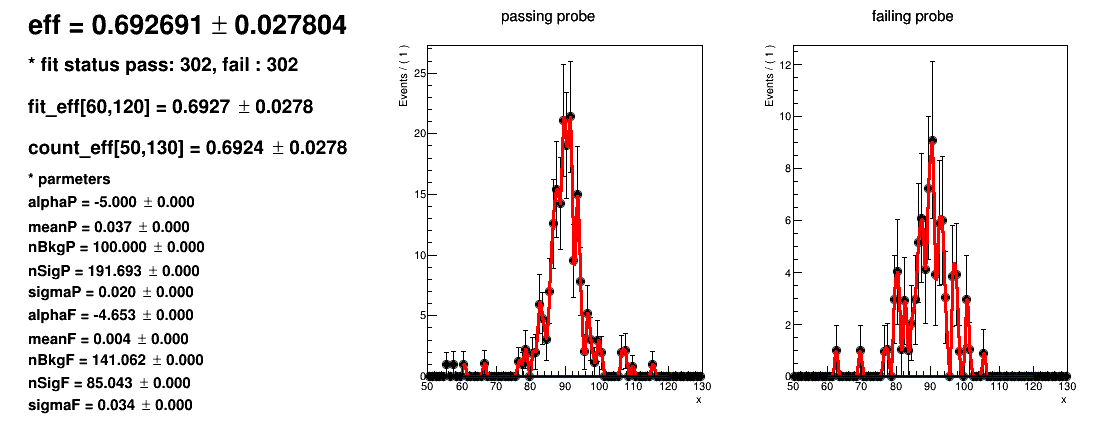 eff = 0.692691 ± 0.027804
* fit status pass: 302, fail : 302
fit_eff[60,120] = 0.6927 ± 0.0278
count_eff[50,130] = 0.6924 ± 0.0278
* parmeters
alphaP = -5.000 ± 0.000
meanP = 0.037 ± 0.000
nBkgP = 100.000 ± 0.000
nSigP = 191.693 ± 0.000
sigmaP = 0.020 ± 0.000
alphaF = -4.653 ± 0.000
meanF = 0.004 ± 0.000
nBkgF = 141.062 ± 0.000
nSigF = 85.043 ± 0.000
sigmaF = 0.034 ± 0.000
passing probe
Events / ( 1 )
25
20
15
10
5
0
50 60 70 80 90 100 110 120 130
x
failing probe
Events / ( 1 )
12
10
8
6
4
2
0
50 60 70 80 90 100 110 120 130
x